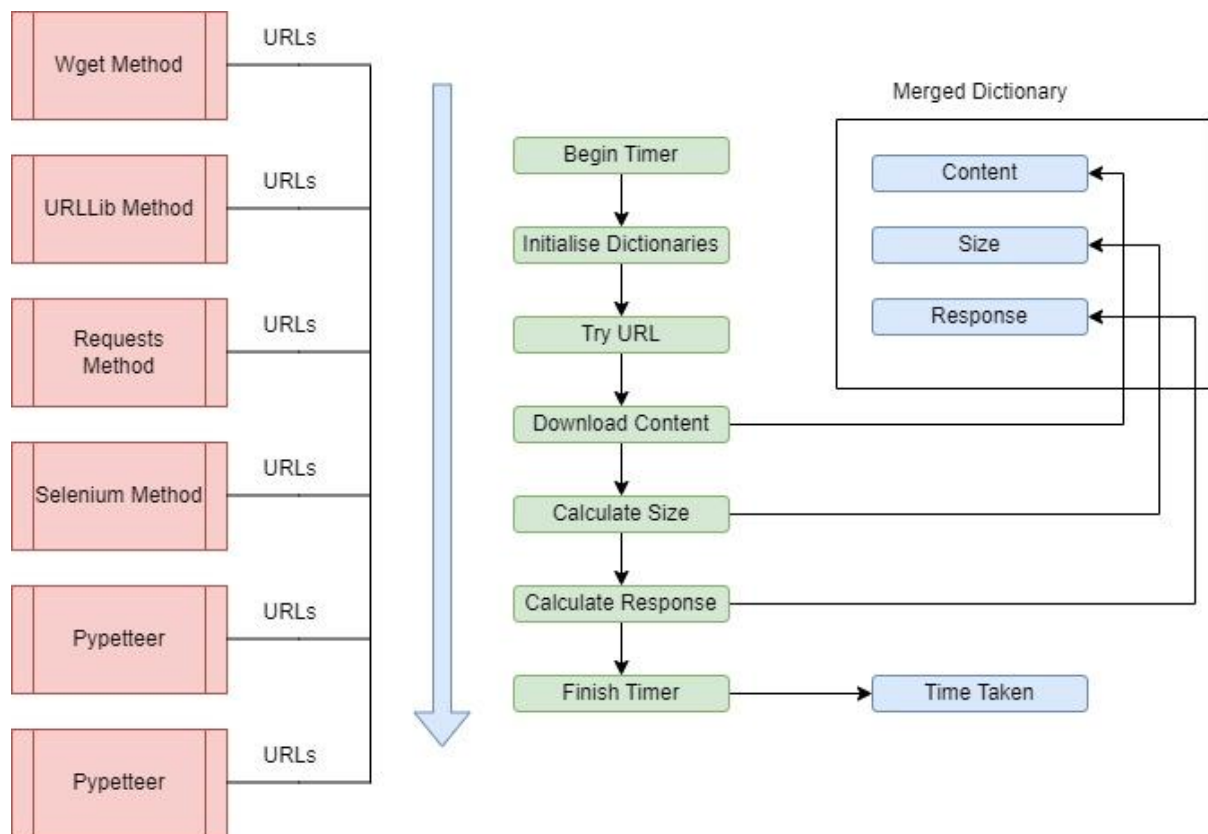 Wget Method
URLs
URLLib Method
URLs
Requests
Method
URLs
Selenium Method
URLs
Pypetteer
URLs
Pypetteer
URLs
Begin Timer
Initialise Dictionaries
Try URL
Download Content
Calculate Size
Calculate Response
Finish Timer
Merged Dictionary
Content
Size
Response
Time Taken